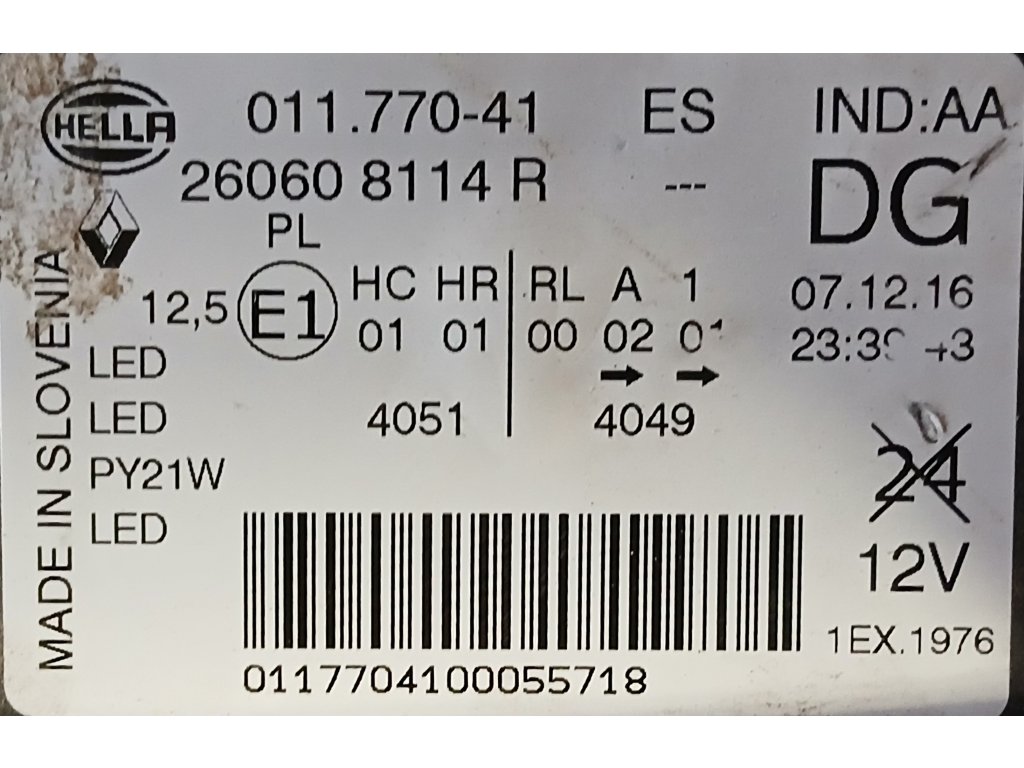 HELLA 011.770-41 ES IND:AA
26060 8114 R --- DG
PL
12,5 E1 HC HR RL A 1 07.12.16
01 01 00 02
LED
LED 4051 4049
PY21W 24
LED
12V
1EX.1976
0117704100055718
MADE IN SLOVENIA